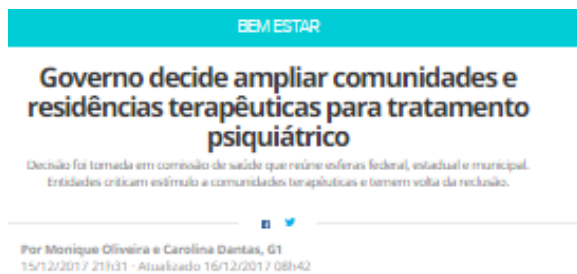 BEM ESTAR
Governo decide ampliar comunidades e
residências terapêuticas para tratamento
psiquiátrico
Decisão foi tomada em comissão de saúde que reúne esferas federal, estadual e municipal.
Entidades criticam estímulo a comunidades terapêuticas e temem volta da reclusão.
Por Monique Oliveira e Carolina Dantas, G1
15/12/2017 21h31 · Atualizado 16/12/2017 08h42